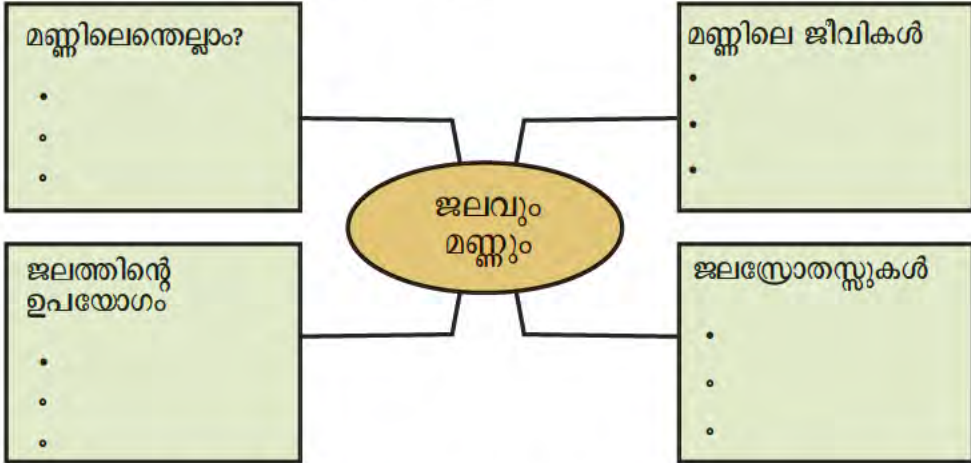 മണ്ണിലെന്തെല്ലാം?
•
•
•
മണ്ണിലെ ജീവികൾ
•
•
•
ജലവും
മണ്ണും
ജലത്തിന്റെ
ഉപയോഗം
•
•
•
ജലസ്രോതസ്സുകൾ
•
•
•